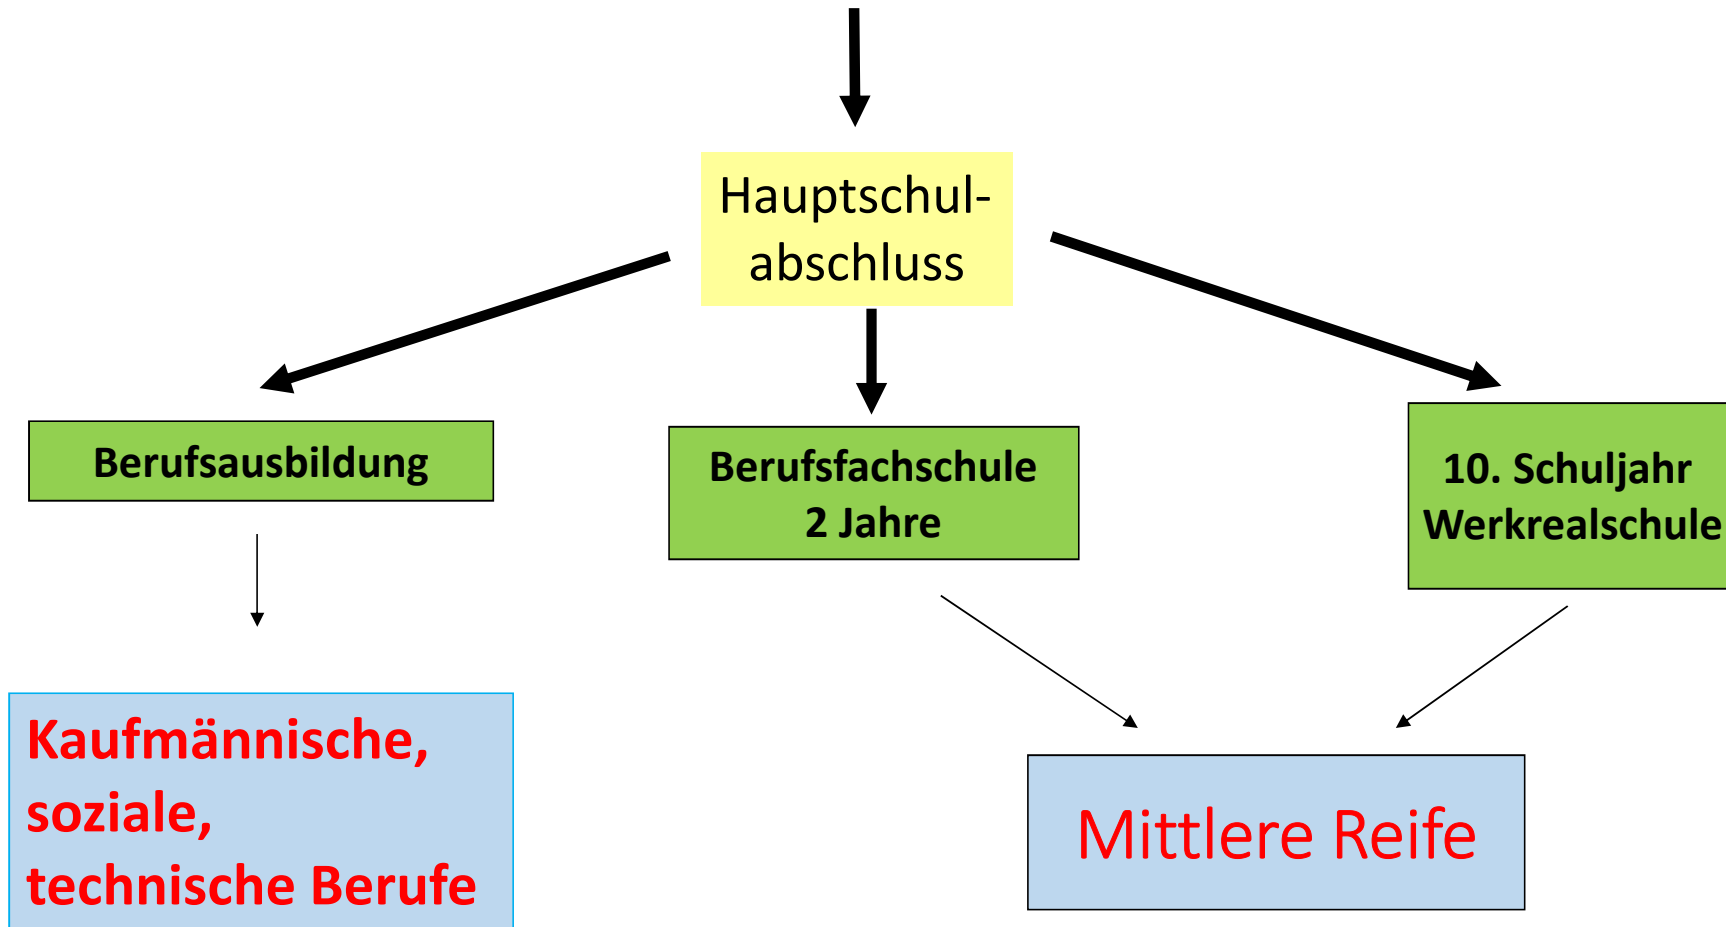 Hauptschul-
abschluss
Berufsausbildung
Berufsfachschule
2 Jahre
10. Schuljahr
Werkrealschule
Kaufmännische,
soziale,
technische Berufe
Mittlere Reife